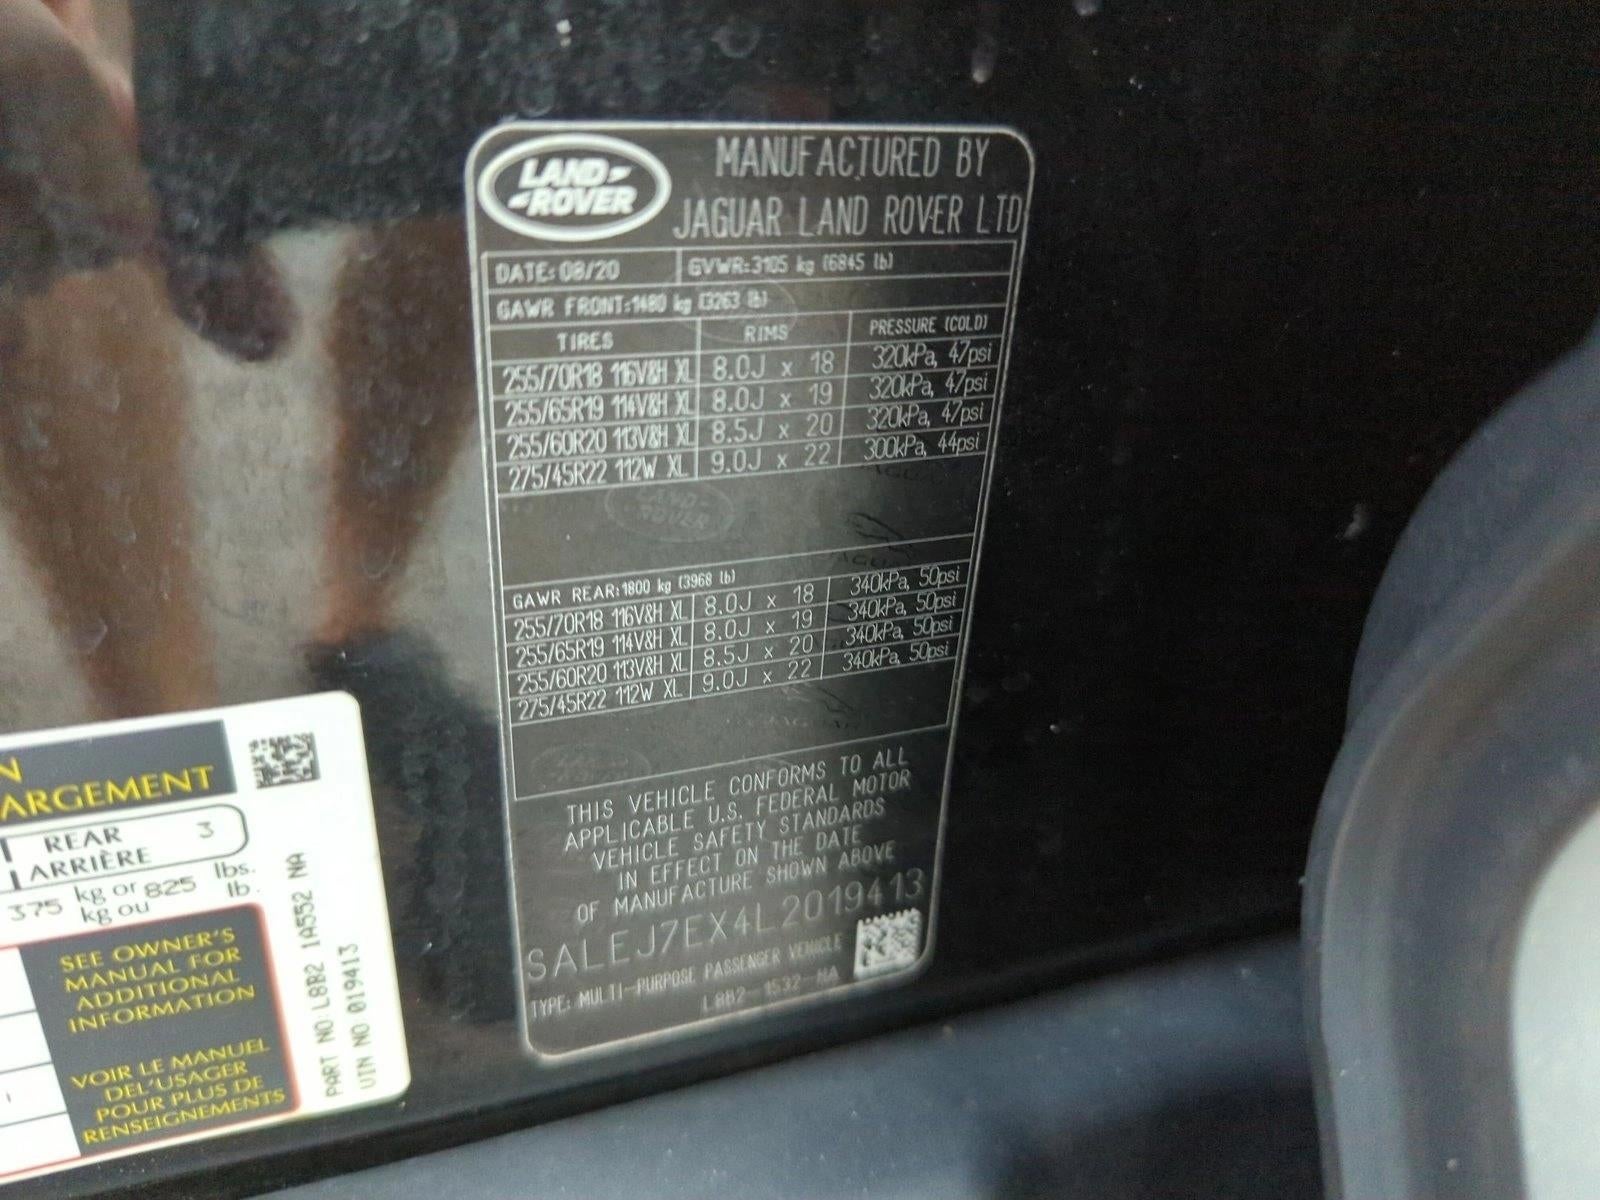 LAND ROVER
MANUFACTURED BY
JAGUAR LAND ROVER LTD
DATE: 08/20 GVWR: 3105 kg (6845 lb)
GAWR FRONT: 1480 kg (3263 lb)
TIRES RIMS PRESSURE (COLD)
255/70R18 116V&H XL 8.0J x 18 320kPa, 47psi
255/65R19 114V&H XL 8.0J x 19 320kPa, 47psi
255/60R20 113V&H XL 8.5J x 20 320kPa, 47psi
275/45R22 112W XL 9.0J x 22 300kPa, 44psi
LAND ROVER
JAGUAR
GAWR REAR: 1800 kg (3968 lb)
255/70R18 116V&H XL 8.0J x 18 340kPa, 50psi
255/65R19 114V&H XL 8.0J x 19 340kPa, 50psi
255/60R20 113V&H XL 8.5J x 20 340kPa, 50psi
275/45R22 112W XL 9.0J x 22 340kPa, 50psi
JAGUAR
THIS VEHICLE CONFORMS TO ALL
APPLICABLE U.S. FEDERAL MOTOR
VEHICLE SAFETY STANDARDS
IN EFFECT ON THE DATE
OF MANUFACTURE SHOWN ABOVE
SALEJ7EX4L2019413
TYPE: MULTI-PURPOSE PASSENGER VEHICLE
L8B2-1532-NA
N
ARGEMENT
REAR 3
ARRIÈRE
375 kg or 825 lbs.
kg ou lb.
SEE OWNER'S
MANUAL FOR
ADDITIONAL
INFORMATION
VOIR LE MANUEL
DEL'USAGER
POUR PLUS DE
RENSEIGNEMENTS
PART NO: L8B2 1A552 NA
VIN NO 019413